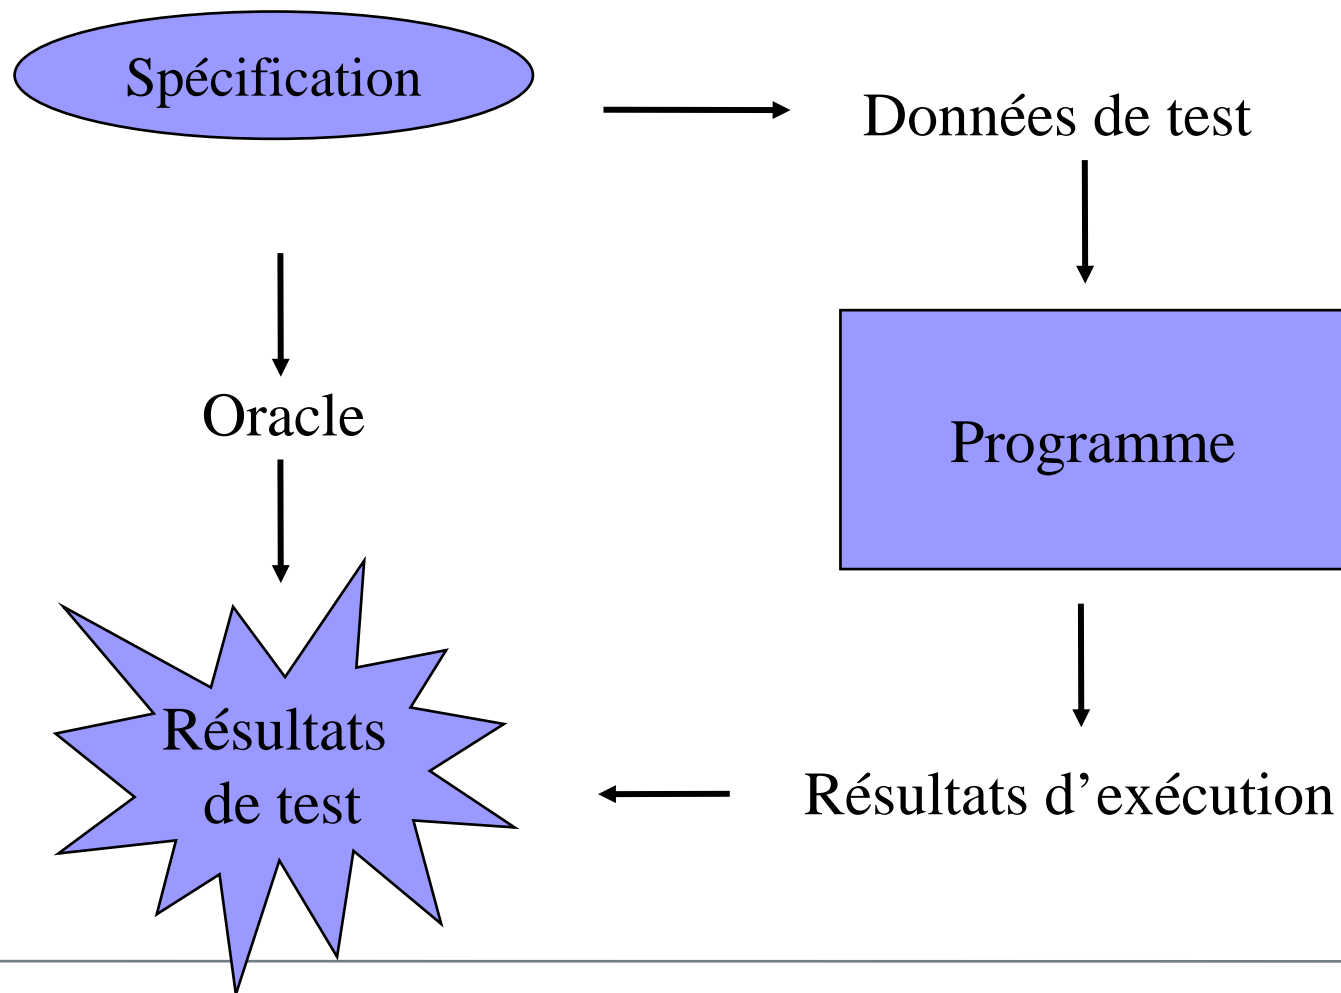 Spécification
Données de test
Oracle
Programme
Résultats
de test
Résultats d’exécution